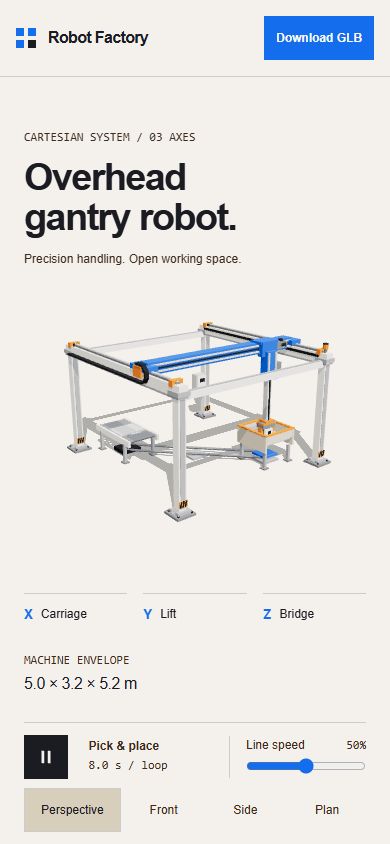 Robot Factory
Download GLB
CARTESIAN SYSTEM / 03 AXES
Overhead
gantry robot.
Precision handling. Open working space.
X Carriage
Y Lift
Z Bridge
MACHINE ENVELOPE
5.0 × 3.2 × 5.2 m
Pick & place
8.0 s / loop
Line speed 50%
Perspective
Front
Side
Plan